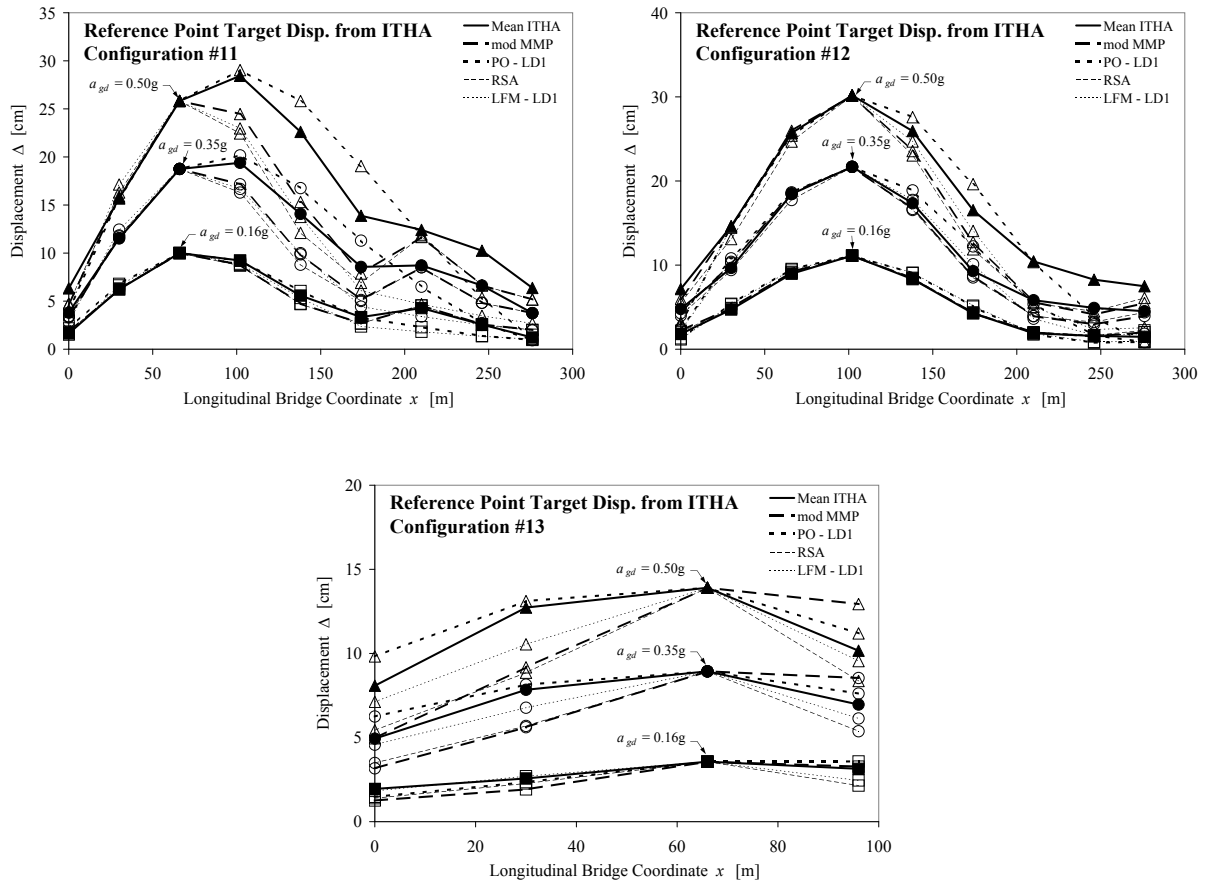 Reference Point Target Disp. from ITHA
Configuration #11
Mean ITHA
mod MMP
PO - LD1
RSA
LFM - LD1
a gd = 0.50g
a gd = 0.35g
a gd = 0.16g
35
30
25
20
15
10
5
0
Displacement Δ [cm]
0 50 100 150 200 250 300
Longitudinal Bridge Coordinate x [m]
Reference Point Target Disp. from ITHA
Configuration #12
Mean ITHA
mod MMP
PO - LD1
RSA
LFM - LD1
a gd = 0.50g
a gd = 0.35g
a gd = 0.16g
40
30
20
10
0
Displacement Δ [cm]
0 50 100 150 200 250 300
Longitudinal Bridge Coordinate x [m]
Reference Point Target Disp. from ITHA
Configuration #13
Mean ITHA
mod MMP
PO - LD1
RSA
LFM - LD1
a gd = 0.50g
a gd = 0.35g
a gd = 0.16g
20
15
10
5
0
Displacement Δ [cm]
0 20 40 60 80 100
Longitudinal Bridge Coordinate x [m]